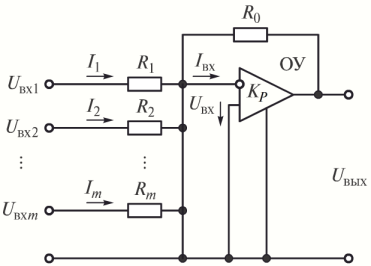 R₀
I₁ R₁ Iвх ОУ
Uвх1 Kₚ
I₂ R₂ Uвх
Uвх2
⋮ ⋮
Uвых
Iₘ Rₘ
Uвхm